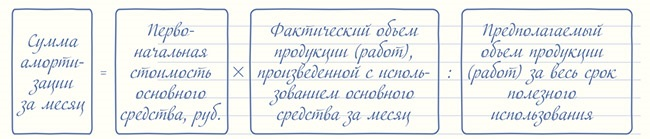 Сумма
аморти-
зации
за месяц
=
Перво-
начальная
стоимость
основного
средства, руб.
×
Фактический объем
продукции (работ),
произведенной с исполь-
зованием основного
средства за месяц
:
Предполагаемый
объем продукции
(работ) за весь срок
полезного
использования